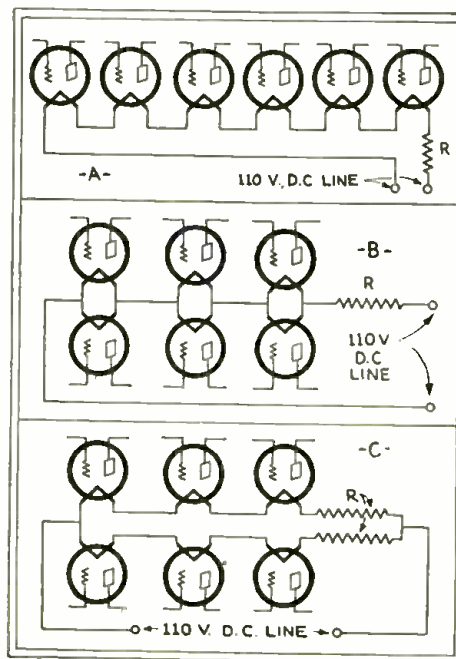 R
-A-
110 V. D.C LINE
-B-
R
110 V
D.C
LINE
-C-
R
110 V. D.C. LINE